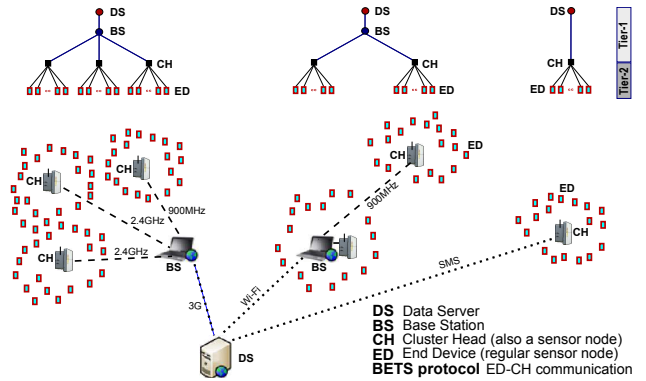 DS
DS
DS
BS
BS
CH
CH
CH
ED
ED
ED
Tier-1
Tier-2
CH
CH
CH
ED
CH
ED
CH
900MHz
2.4GHz
2.4GHz
900MHz
BS
BS
3G
Wi-Fi
SMS
DS
DS Data Server
BS Base Station
CH Cluster Head (also a sensor node)
ED End Device (regular sensor node)
BETS protocol ED-CH communication